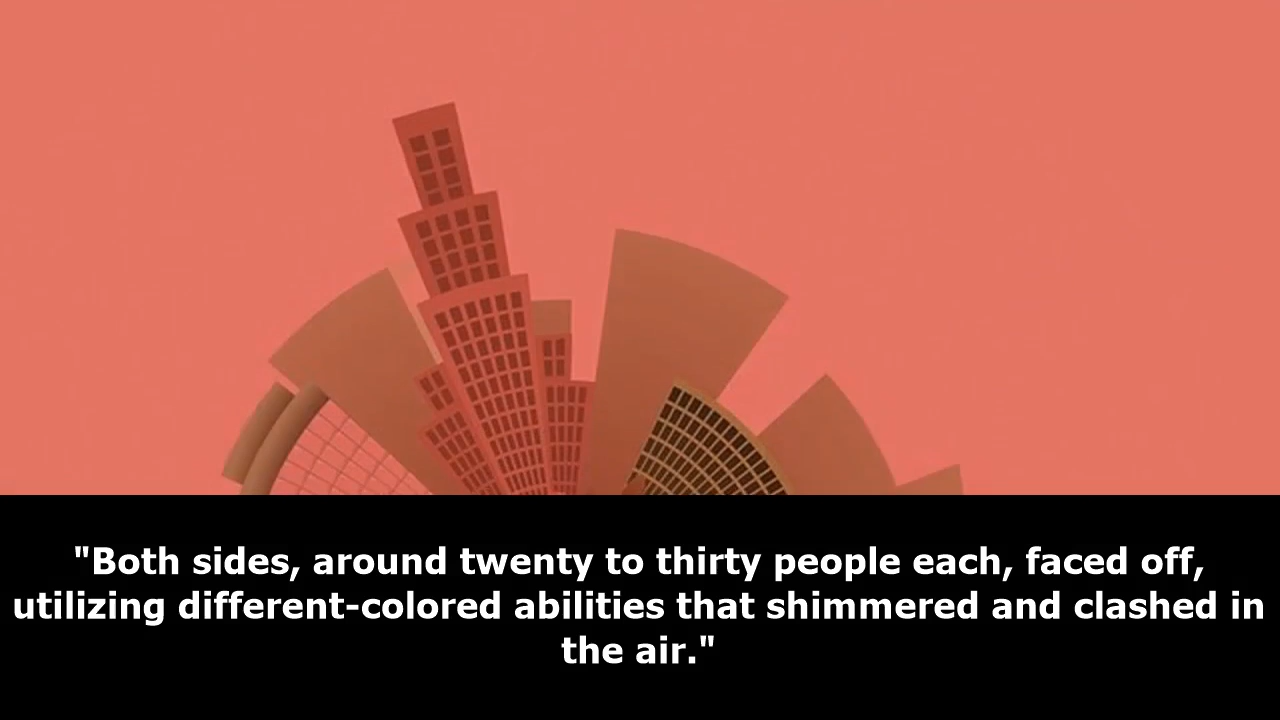 "Both sides, around twenty to thirty people each, faced off,
utilizing different-colored abilities that shimmered and clashed in
the air."